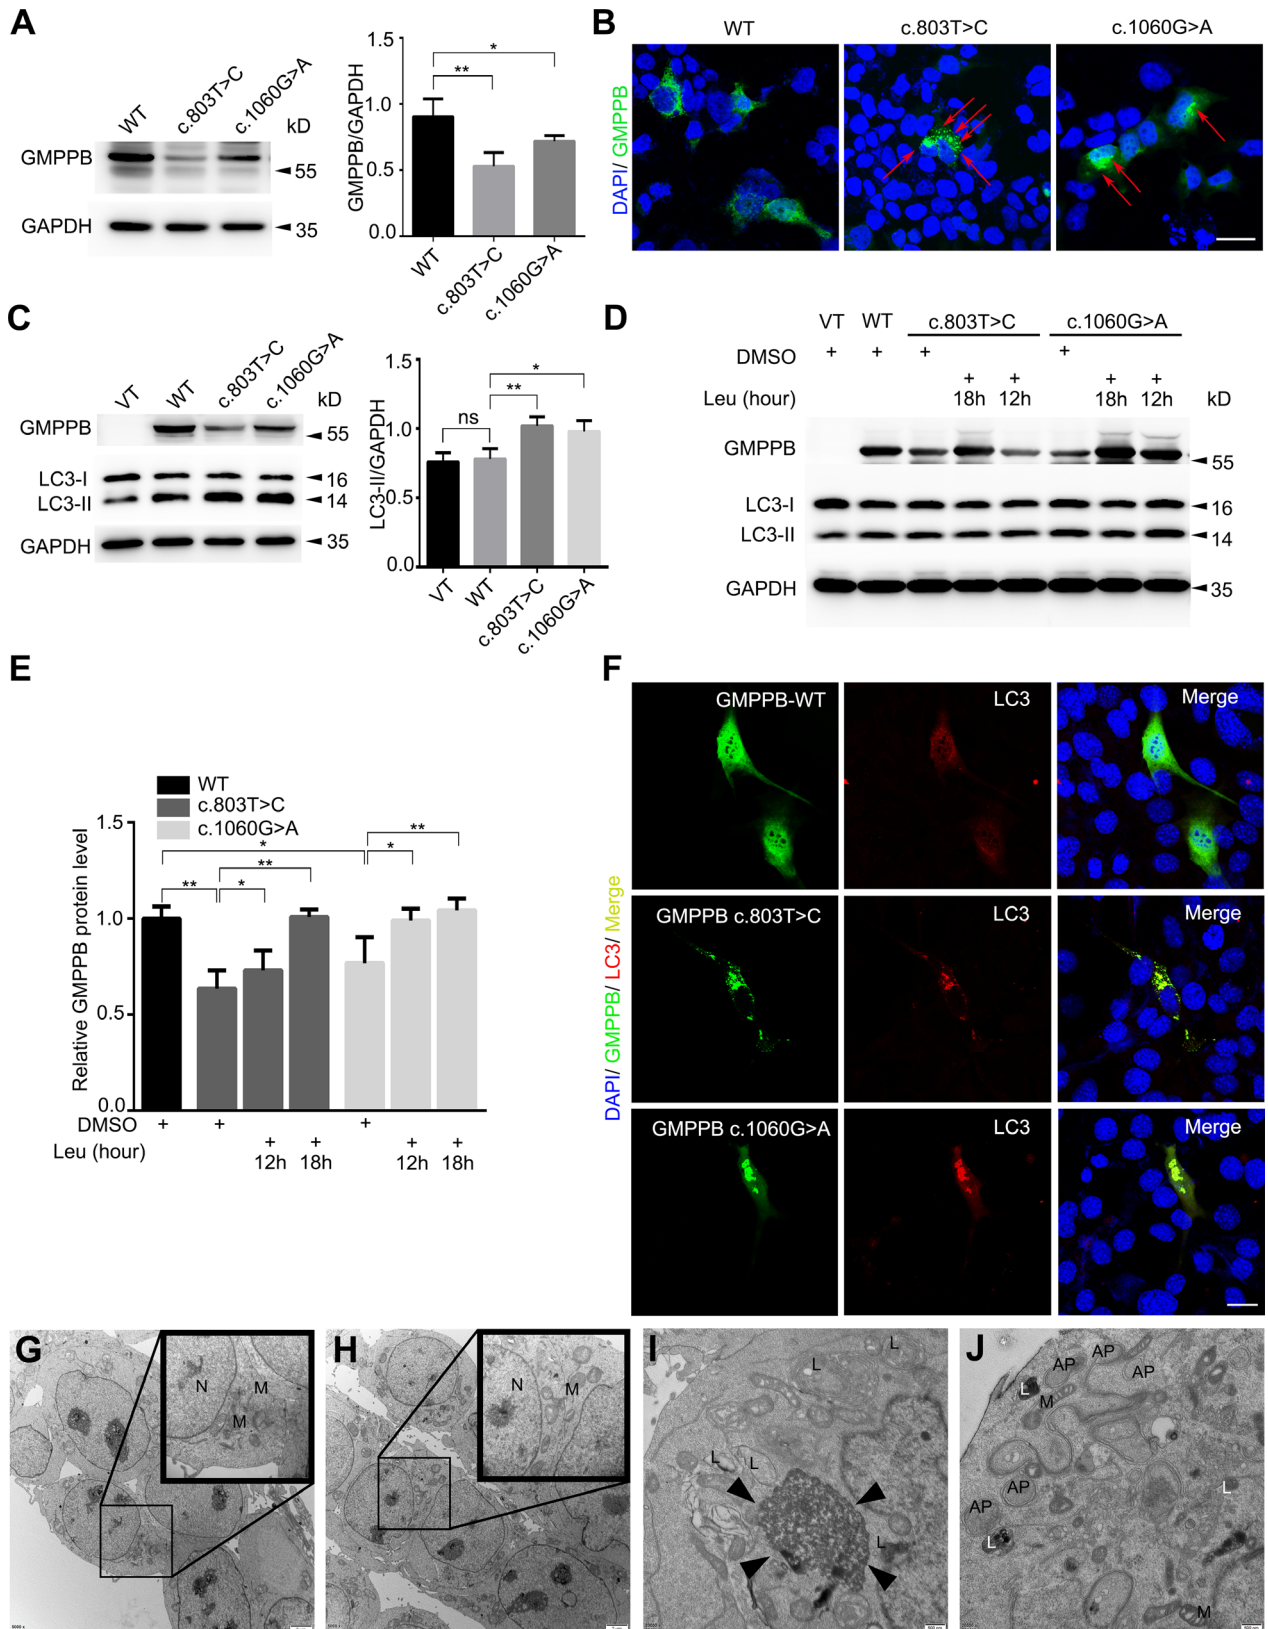 A
WT
c.803T>C
c.1060G>A
kD
GMPPB
55
GAPDH
35
GMPPB/GAPDH
1.5
1.0
0.5
0.0
**
*
WT
c.803T>C
c.1060G>A
B
WT
c.803T>C
c.1060G>A
DAPI/ GMPPB
C
VT
WT
c.803T>C
c.1060G>A
kD
GMPPB
55
LC3-I
16
LC3-II
14
GAPDH
35
LC3-II/GAPDH
1.5
1.0
0.5
0.0
ns
**
*
VT
WT
c.803T>C
c.1060G>A
D
VT WT c.803T>C c.1060G>A
DMSO + + + +
+ + + +
Leu (hour) 18h 12h 18h 12h kD
GMPPB
55
LC3-I
16
LC3-II
14
GAPDH
35
E
WT
c.803T>C
c.1060G>A
Relative GMPPB protein level
1.5
1.0
0.5
0.0
**
*
**
*
*
**
DMSO + + +
+ + + +
Leu (hour) 12h 18h 12h 18h
F
DAPI/ GMPPB/ LC3/ Merge
GMPPB-WT LC3 Merge
GMPPB c.803T>C LC3 Merge
GMPPB c.1060G>A LC3 Merge
G
N
M
M
H
N
M
I
L
L
L
L
L
J
AP
AP
AP
L
M
AP
AP
L
L
M